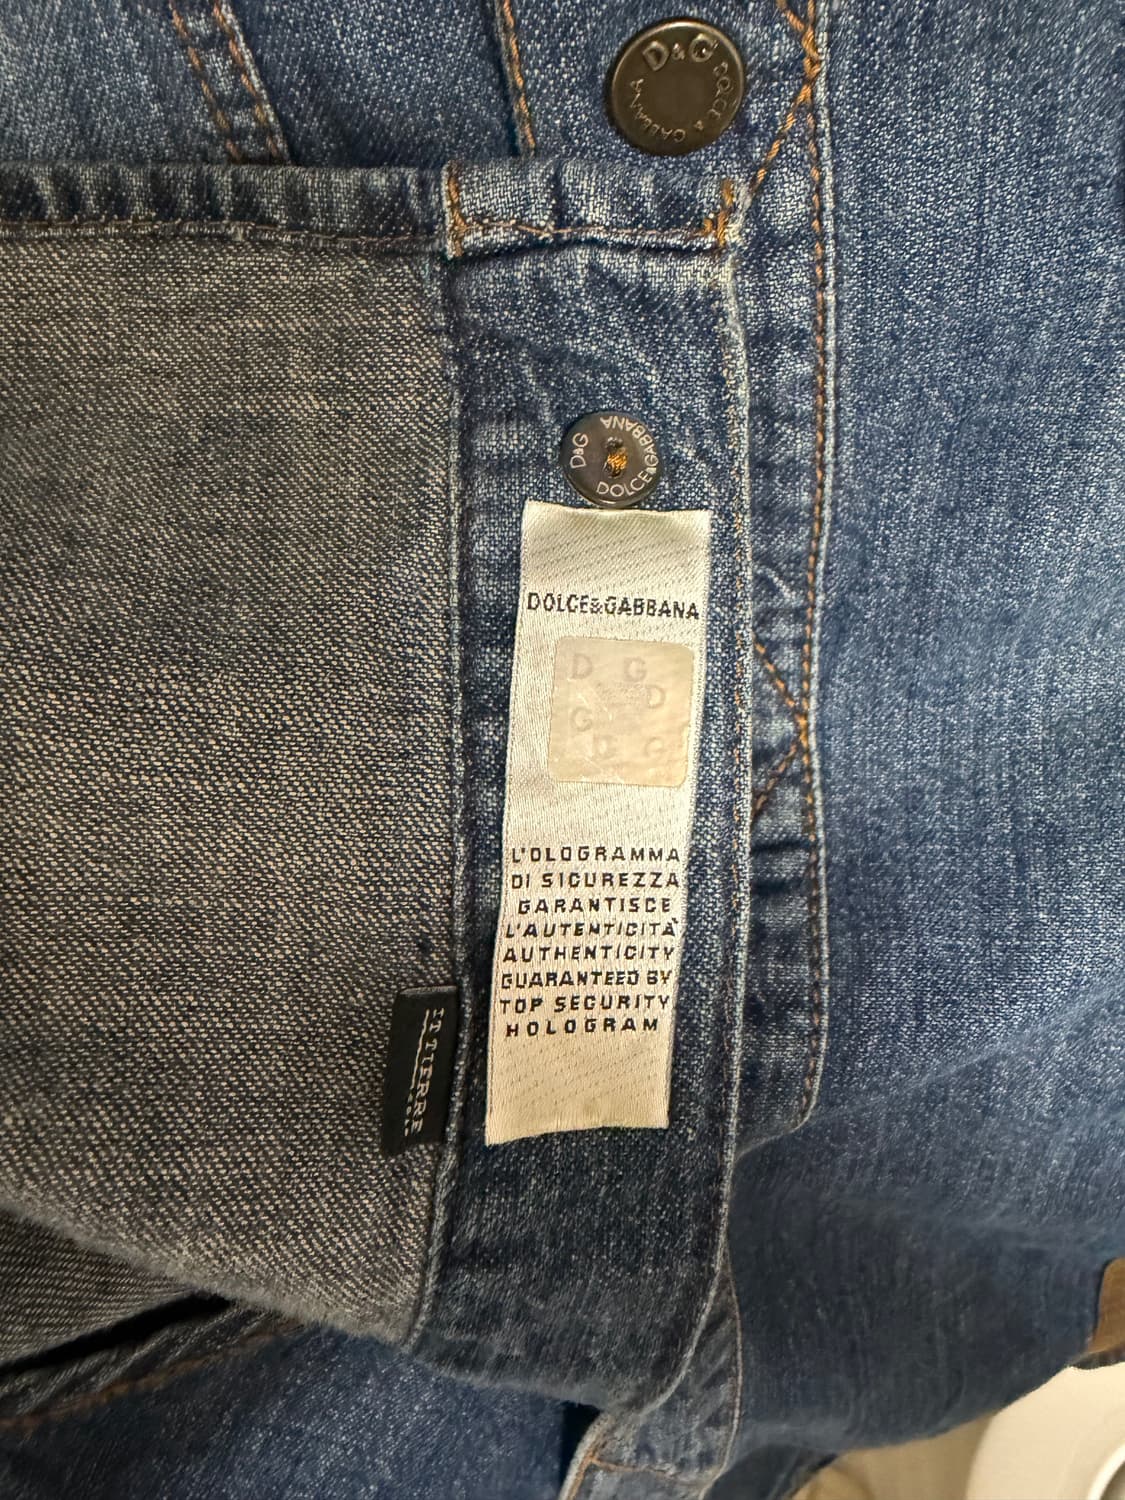 D&G
DOLCE & GABBANA
D&G
DOLCE&GABBANA
DOLCE&GABBANA
D G
D
G
D G
L'OLOGRAMMA
DI SICUREZZA
GARANTISCE
L'AUTENTICITÀ
AUTHENTICITY
GUARANTEED BY
TOP SECURITY
HOLOGRAM
ITTIERRE